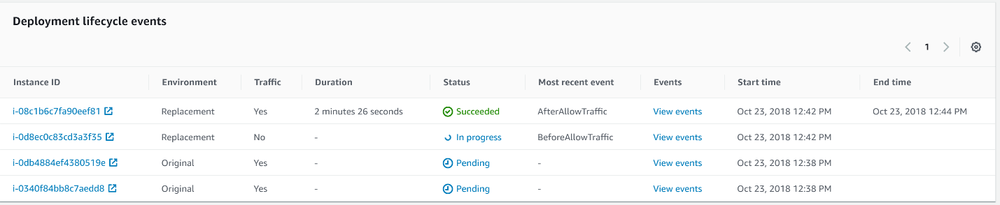 Deployment lifecycle events
1
Instance ID Environment Traffic Duration Status Most recent event Events Start time End time
i-08c1b6c7fa90eef81 Replacement Yes 2 minutes 26 seconds Succeeded AfterAllowTraffic View events Oct 23, 2018 12:42 PM Oct 23, 2018 12:44 PM
i-0d8ec0c83cd3a3f35 Replacement No - In progress BeforeAllowTraffic View events Oct 23, 2018 12:42 PM
i-0db4884ef4380519e Original Yes - Pending - View events Oct 23, 2018 12:38 PM
i-0340f84bb8c7aedd8 Original Yes - Pending - View events Oct 23, 2018 12:38 PM